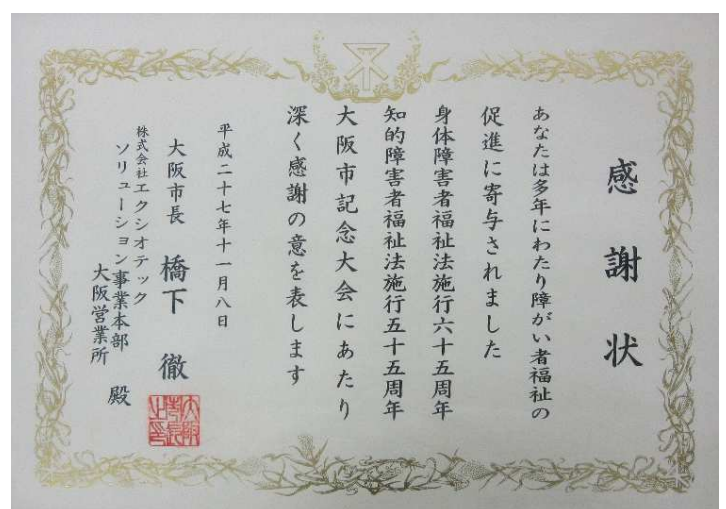 感謝状
あなたは多年にわたり障がい者福祉の
促進に寄与されました
身体障害者福祉法施行六十五周年
知的障害者福祉法施行五十五周年
大阪市記念大会にあたり
深く感謝の意を表します
平成二十七年十一月八日
大阪市長 橋下 徹
株式会社エクシオテック
ソリューション事業本部
大阪営業所 殿
大阪市長之印